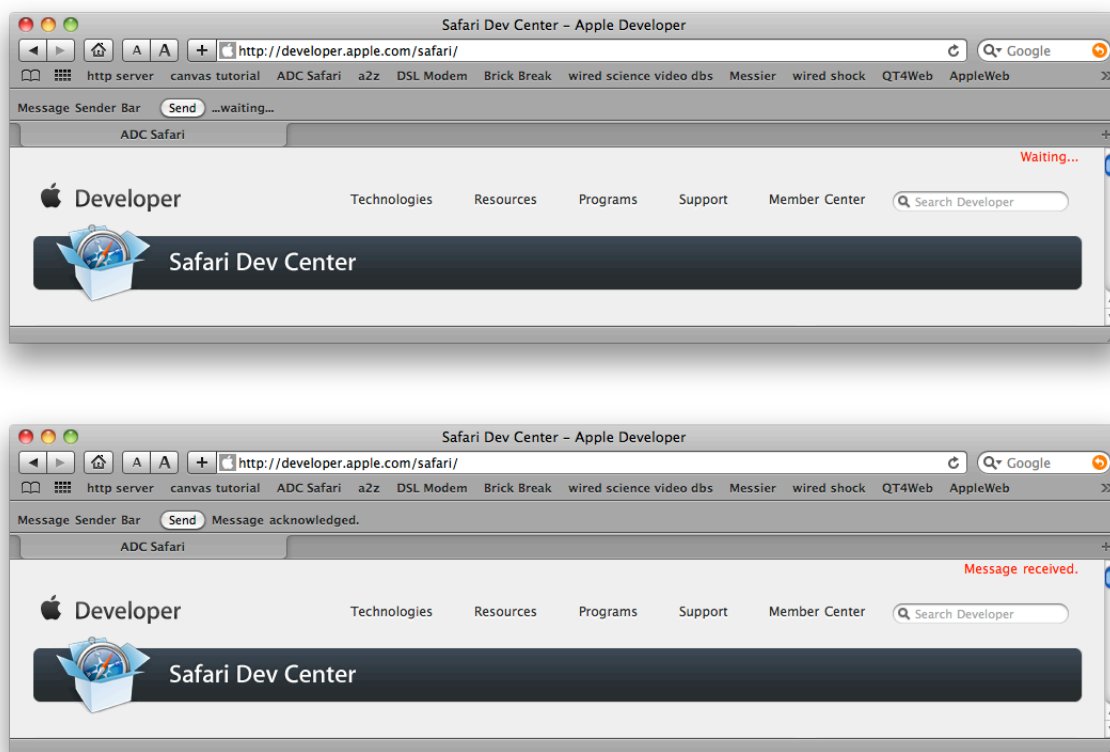 Safari Dev Center – Apple Developer
A A + http://developer.apple.com/safari/ Google
http server canvas tutorial ADC Safari a2z DSL Modem Brick Break wired science video dbs Messier wired shock QT4Web AppleWeb »
Message Sender Bar Send ...waiting...
ADC Safari +
Waiting...
Developer Technologies Resources Programs Support Member Center Search Developer
Safari Dev Center
Safari Dev Center – Apple Developer
A A + http://developer.apple.com/safari/ Google
http server canvas tutorial ADC Safari a2z DSL Modem Brick Break wired science video dbs Messier wired shock QT4Web AppleWeb »
Message Sender Bar Send Message acknowledged.
ADC Safari +
Message received.
Developer Technologies Resources Programs Support Member Center Search Developer
Safari Dev Center